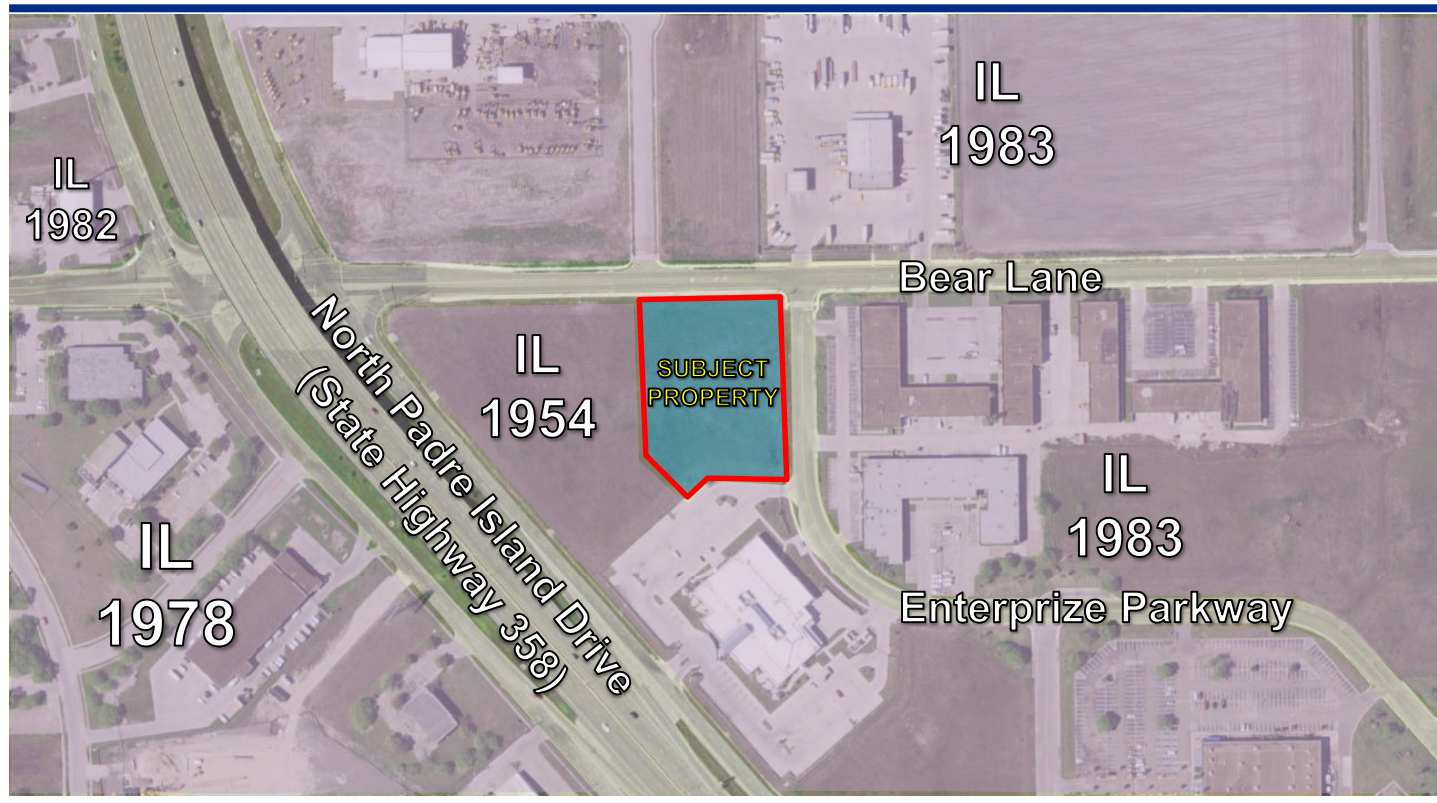 IL
1983
IL
1982
Bear Lane
North Padre Island Drive
(State Highway 358)
IL
1954
SUBJECT
PROPERTY
IL
1983
IL
1978
Enterprize Parkway